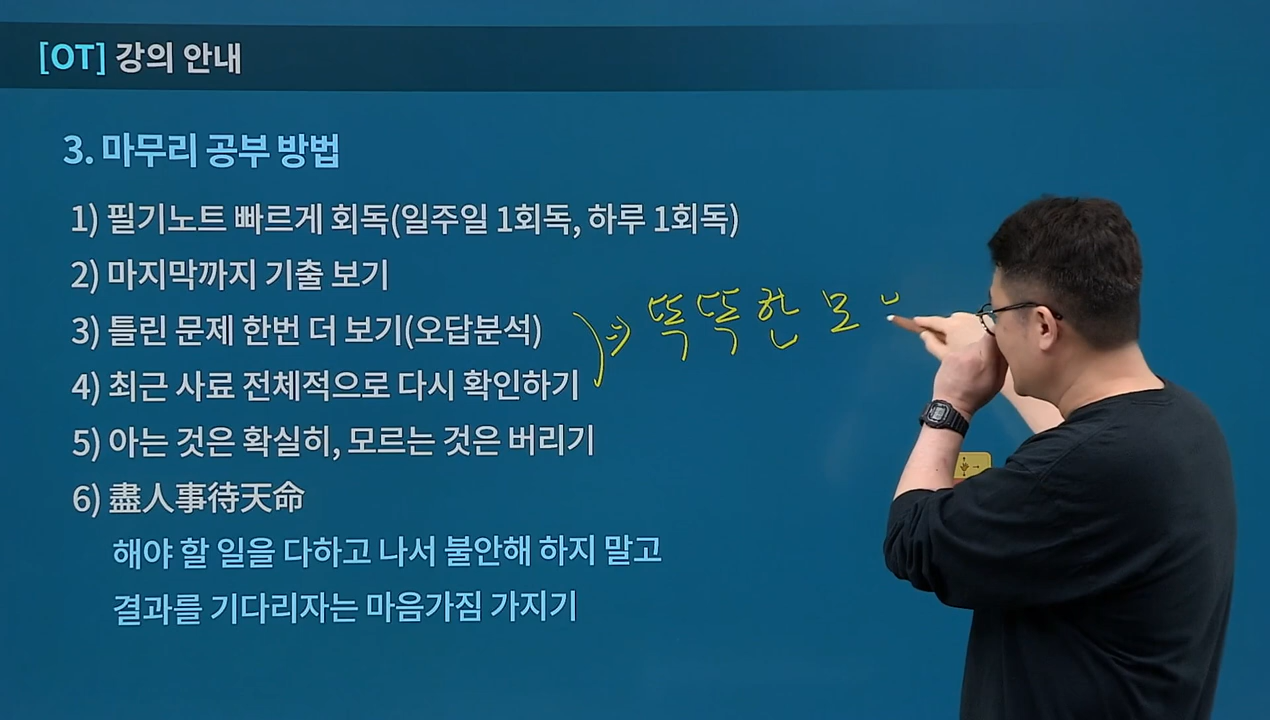 [OT] 강의 안내
3. 마무리 공부 방법
1) 필기노트 빠르게 회독(일주일 1회독, 하루 1회독)
2) 마지막까지 기출 보기
3) 틀린 문제 한번 더 보기(오답분석)
⇒ 똑똑한 모
4) 최근 사료 전체적으로 다시 확인하기
5) 아는 것은 확실히, 모르는 것은 버리기
6) 盡人事待天命
해야 할 일을 다하고 나서 불안해 하지 말고
결과를 기다리자는 마음가짐 가지기